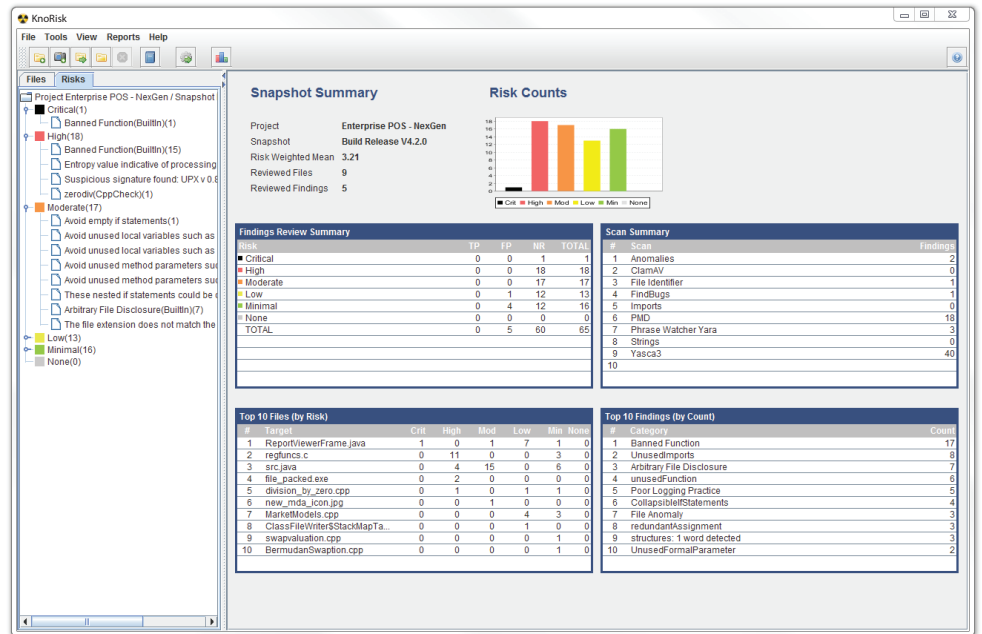 KnoRisk
File Tools View Reports Help
Files Risks
Project Enterprise POS - NexGen / Snapshot
Critical(1)
Banned Function(BuiltIn)(1)
High(18)
Banned Function(BuiltIn)(15)
Entropy value indicative of processing
Suspicious signature found: UPX v 0.8
zerodiv(CppCheck)(1)
Moderate(17)
Avoid empty if statements(1)
Avoid unused local variables such as
Avoid unused local variables such as
Avoid unused method parameters suc
Avoid unused method parameters suc
These nested if statements could be c
Arbitrary File Disclosure(BuiltIn)(7)
The file extension does not match the
Low(13)
Minimal(16)
None(0)
Snapshot Summary
Project Enterprise POS - NexGen
Snapshot Build Release V4.2.0
Risk Weighted Mean 3.21
Reviewed Files 9
Reviewed Findings 5
Risk Counts
18
16
14
12
10
8
6
4
2
0
Crit High Mod Low Min None
Findings Review Summary
Risk TP FP NR TOTAL
Critical 0 0 1 1
High 0 0 18 18
Moderate 0 0 17 17
Low 0 1 12 13
Minimal 0 4 12 16
None 0 0 0 0
TOTAL 0 5 60 65
Scan Summary
# Scan Findings
1 Anomalies 2
2 ClamAV 0
3 File Identifier 1
4 FindBugs 1
5 Imports 0
6 PMD 18
7 Phrase Watcher Yara 3
8 Strings 0
9 Yasca3 40
10
Top 10 Files (by Risk)
# Target Crit High Mod Low Min None
1 ReportViewerFrame.java 1 0 1 7 1 0
2 regfuncs.c 0 11 0 0 3 0
3 src.java 0 4 15 0 6 0
4 file_packed.exe 0 2 0 0 0 0
5 division_by_zero.cpp 0 1 0 1 1 0
6 new_mda_icon.jpg 0 0 1 0 0 0
7 MarketModels.cpp 0 0 0 4 3 0
8 ClassFileWriter$StackMapTa... 0 0 0 1 0 0
9 swapvaluation.cpp 0 0 0 0 1 0
10 BermudanSwaption.cpp 0 0 0 0 1 0
Top 10 Findings (by Count)
# Category Count
1 Banned Function 17
2 UnusedImports 8
3 Arbitrary File Disclosure 7
4 unusedFunction 6
5 Poor Logging Practice 5
6 CollapsibleIfStatements 4
7 File Anomaly 3
8 redundantAssignment 3
9 structures: 1 word detected 3
10 UnusedFormalParameter 2